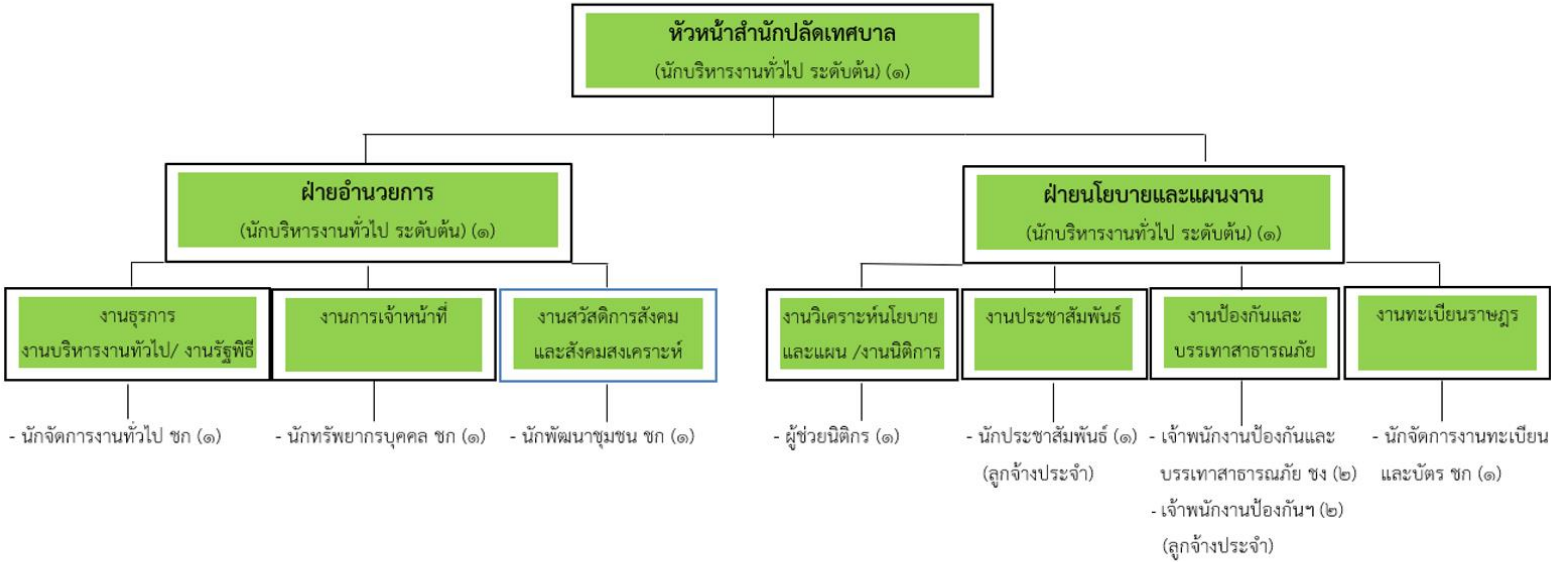 หัวหน้าสำนักปลัดเทศบาล
(นักบริหารงานทั่วไป ระดับต้น) (๑)
ฝ่ายอำนวยการ
(นักบริหารงานทั่วไป ระดับต้น) (๑)
ฝ่ายนโยบายและแผนงาน
(นักบริหารงานทั่วไป ระดับต้น) (๑)
งานธุรการ
งานบริหารงานทั่วไป/ งานรัฐพิธี
งานการเจ้าหน้าที่
งานสวัสดิการสังคม
และสังคมสงเคราะห์
งานวิเคราะห์นโยบาย
และแผน /งานนิติการ
งานประชาสัมพันธ์
งานป้องกันและ
บรรเทาสาธารณภัย
งานทะเบียนราษฎร
- นักจัดการงานทั่วไป ชก (๑)
- นักทรัพยากรบุคคล ชก (๑)
- นักพัฒนาชุมชน ชก (๑)
- ผู้ช่วยนิติกร (๑)
- นักประชาสัมพันธ์ (๑)
(ลูกจ้างประจำ)
- เจ้าพนักงานป้องกันและ
บรรเทาสาธารณภัย ชง (๒)
- เจ้าพนักงานป้องกันฯ (๒)
(ลูกจ้างประจำ)
- นักจัดการงานทะเบียน
และบัตร ชก (๑)